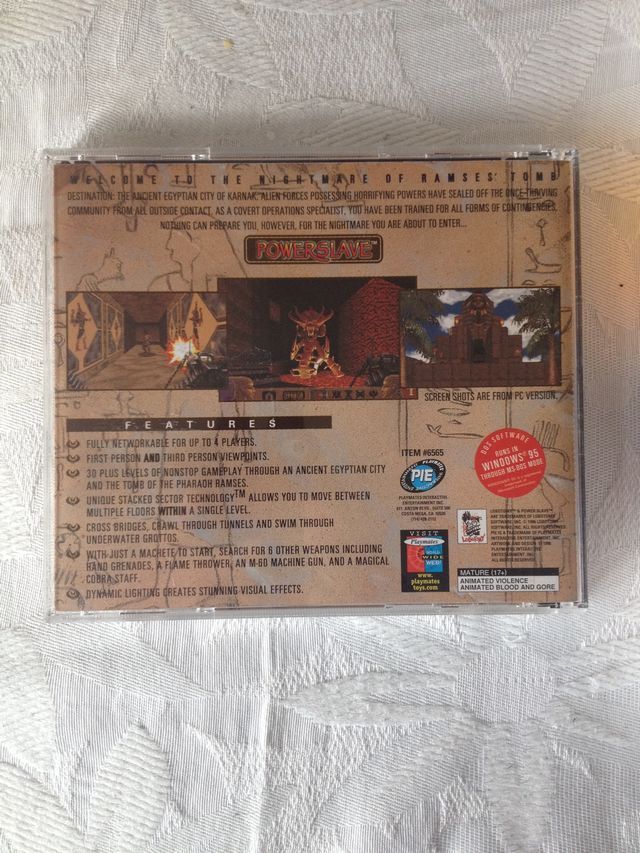 WELCOME TO THE NIGHTMARE OF RAMSES' TOMB
DESTINATION: THE ANCIENT EGYPTIAN CITY OF KARNAK. ALIEN FORCES POSSESSING HORRIFYING POWERS HAVE SEALED OFF THE ONCE-THRIVING
COMMUNITY FROM ALL OUTSIDE CONTACT. AS A COVERT OPERATIONS SPECIALIST, YOU HAVE BEEN TRAINED FOR ALL FORMS OF CONTINGENCIES.
NOTHING CAN PREPARE YOU, HOWEVER, FOR THE NIGHTMARE YOU ARE ABOUT TO ENTER...
POWERSLAVE™
SCREEN SHOTS ARE FROM PC VERSION.
FEATURES
FULLY NETWORKABLE FOR UP TO 4 PLAYERS.
FIRST PERSON AND THIRD PERSON VIEWPOINTS.
30 PLUS LEVELS OF NONSTOP GAMEPLAY THROUGH AN ANCIENT EGYPTIAN CITY
AND THE TOMB OF THE PHARAOH RAMSES.
UNIQUE STACKED SECTOR TECHNOLOGY™ ALLOWS YOU TO MOVE BETWEEN
MULTIPLE FLOORS WITHIN A SINGLE LEVEL.
CROSS BRIDGES, CRAWL THROUGH TUNNELS AND SWIM THROUGH
UNDERWATER GROTTOS.
WITH JUST A MACHETE TO START, SEARCH FOR 6 OTHER WEAPONS INCLUDING
HAND GRENADES, A FLAME THROWER, AN M-60 MACHINE GUN, AND A MAGICAL
COBRA STAFF.
DYNAMIC LIGHTING CREATES STUNNING VISUAL EFFECTS.
ITEM #6565
PLAYMATES
PIE
PLAYMATES INTERACTIVE
ENTERTAINMENT INC.
COSTA MESA, CA
VISIT
Playmates
WORLD
WIDE
WEB!
www.
playmates
toys.com
DOS SOFTWARE
RUNS IN
WINDOWS® 95
THROUGH MS-DOS MODE
Lobotomy
MATURE (17+)
ANIMATED VIOLENCE
ANIMATED BLOOD AND GORE